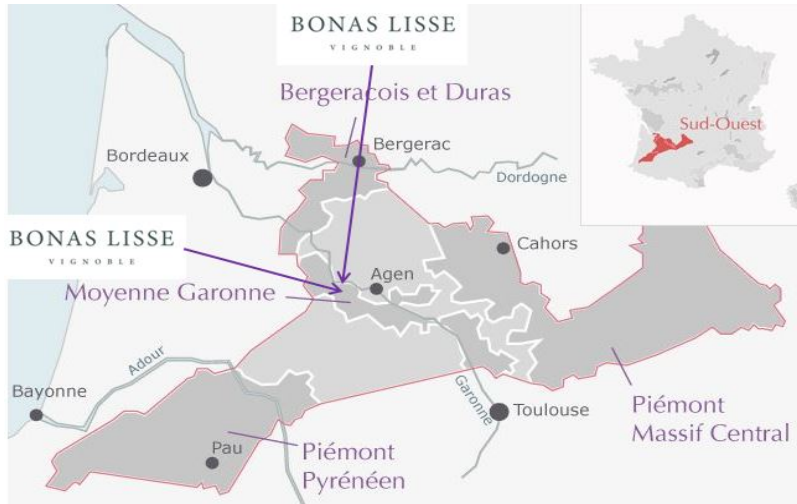 BONAS LISSE
VIGNOBLE
Bergeracois et Duras
Sud-Ouest
Bordeaux
Bergerac
Dordogne
BONAS LISSE
VIGNOBLE
Cahors
Agen
Moyenne Garonne
Adour
Bayonne
Garonne
Toulouse
Piémont
Massif Central
Pau
Piémont
Pyrénéen